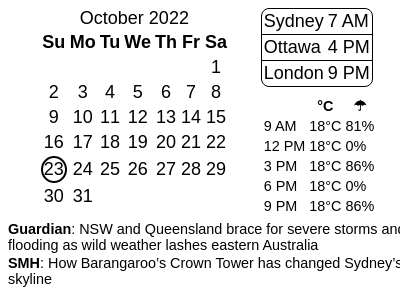 October 2022
Su Mo Tu We Th Fr Sa
1
2 3 4 5 6 7 8
9 10 11 12 13 14 15
16 17 18 19 20 21 22
23 24 25 26 27 28 29
30 31
Sydney 7 AM
Ottawa 4 PM
London 9 PM
°C ☂
9 AM 18°C 81%
12 PM 18°C 0%
3 PM 18°C 86%
6 PM 18°C 0%
9 PM 18°C 86%
Guardian: NSW and Queensland brace for severe storms and
flooding as wild weather lashes eastern Australia
SMH: How Barangaroo’s Crown Tower has changed Sydney’s
skyline